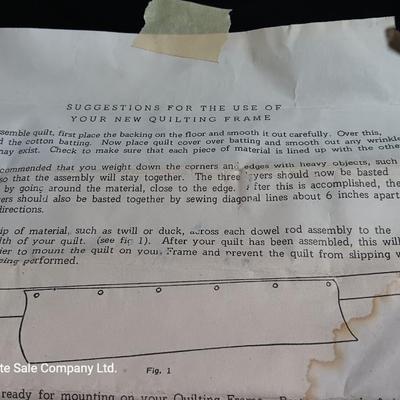 SUGGESTIONS FOR THE USE OF
YOUR NEW QUILTING FRAME
ssemble quilt, first place the backing on the floor and smooth it out carefully. Over this,
d the cotton batting. Now place quilt cover over batting and smooth out any wrinkle
may exist. Check to make sure that each piece of material is lined up with the othe
commended that you weight down the corners and edges with heavy objects, such
so that the assembly will stay together. The three layers should now be basted
by going around the material, close to the edge. After this is accomplished, the
ers should also be basted together by sewing diagonal lines about 6 inches apart
directions.
ip of material, such as twill or duck, across each dowel rod assembly to the
dth of your quilt. (see fig 1). After your quilt has been assembled, this will
ier to mount the quilt on your Frame and prevent the quilt from slipping w
eing performed.
Fig. 1
te Sale Company Ltd.
ready for mounting on your Quilting Frame.